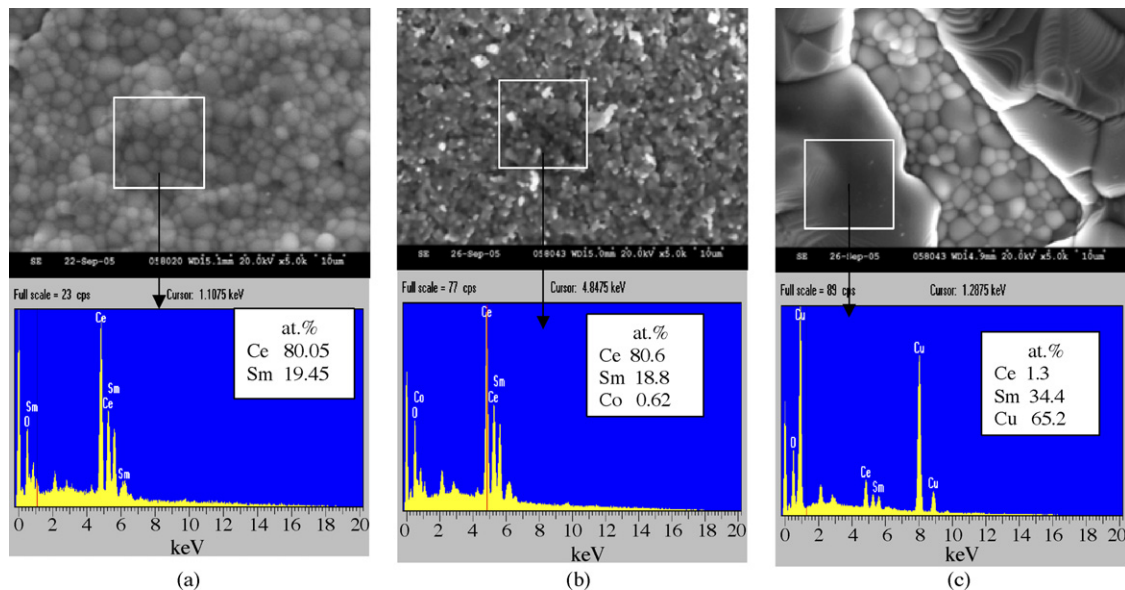 SE 22-Sep-05 058020 WD15.1mm 20.0kV x5.0k 10um
Full scale = 23 cps Cursor: 1.1075 keV
Ce
Sm
O
Sm
Ce
Sm
at.%
Ce 80.05
Sm 19.45
0 2 4 6 8 10 12 14 16 18 20
keV
(a)
SE 26-Sep-05 058043 WD15.0mm 20.0kV x5.0k 10um
Full scale = 77 cps Cursor: 4.8475 keV
Ce
Co
O
Sm
Ce
at.%
Ce 80.6
Sm 18.8
Co 0.62
0 2 4 6 8 10 12 14 16 18 20
keV
(b)
SE 26-Sep-05 058043 WD14.9mm 20.0kV x5.0k 10um
Full scale = 89 cps Cursor: 1.2875 keV
Cu
O
Ce
Sm
Cu
Cu
at.%
Ce 1.3
Sm 34.4
Cu 65.2
0 2 4 6 8 10 12 14 16 18 20
keV
(c)